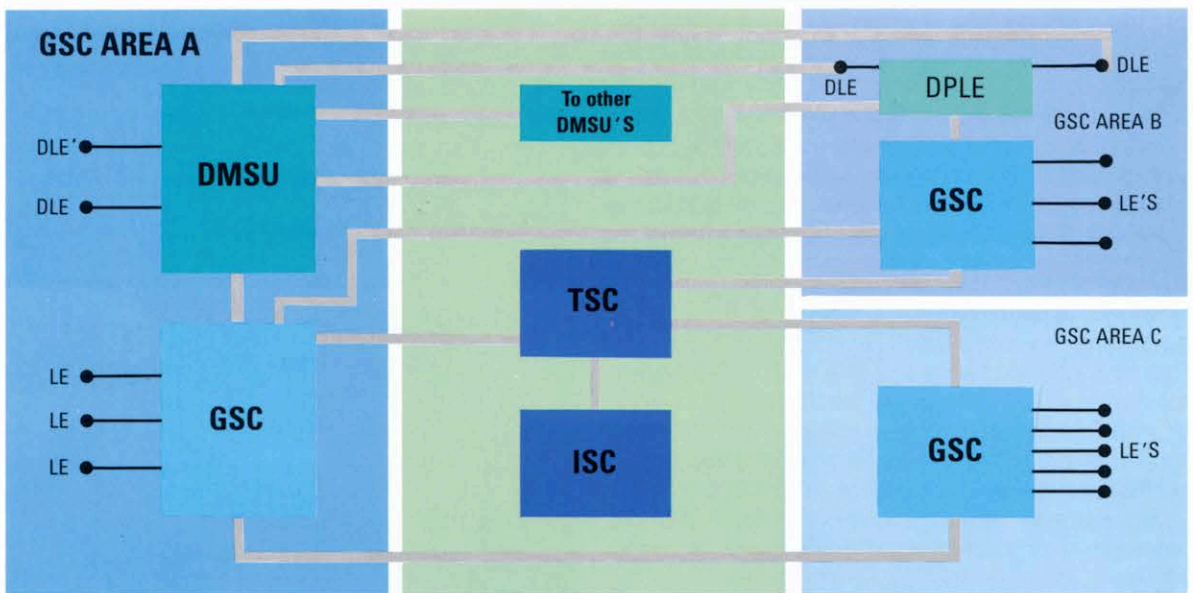 GSC AREA A
DLE'
DLE
DMSU
LE
LE
LE
GSC
To other
DMSU'S
TSC
ISC
DLE
DPLE
DLE
GSC AREA B
GSC
LE'S
GSC AREA C
GSC
LE'S